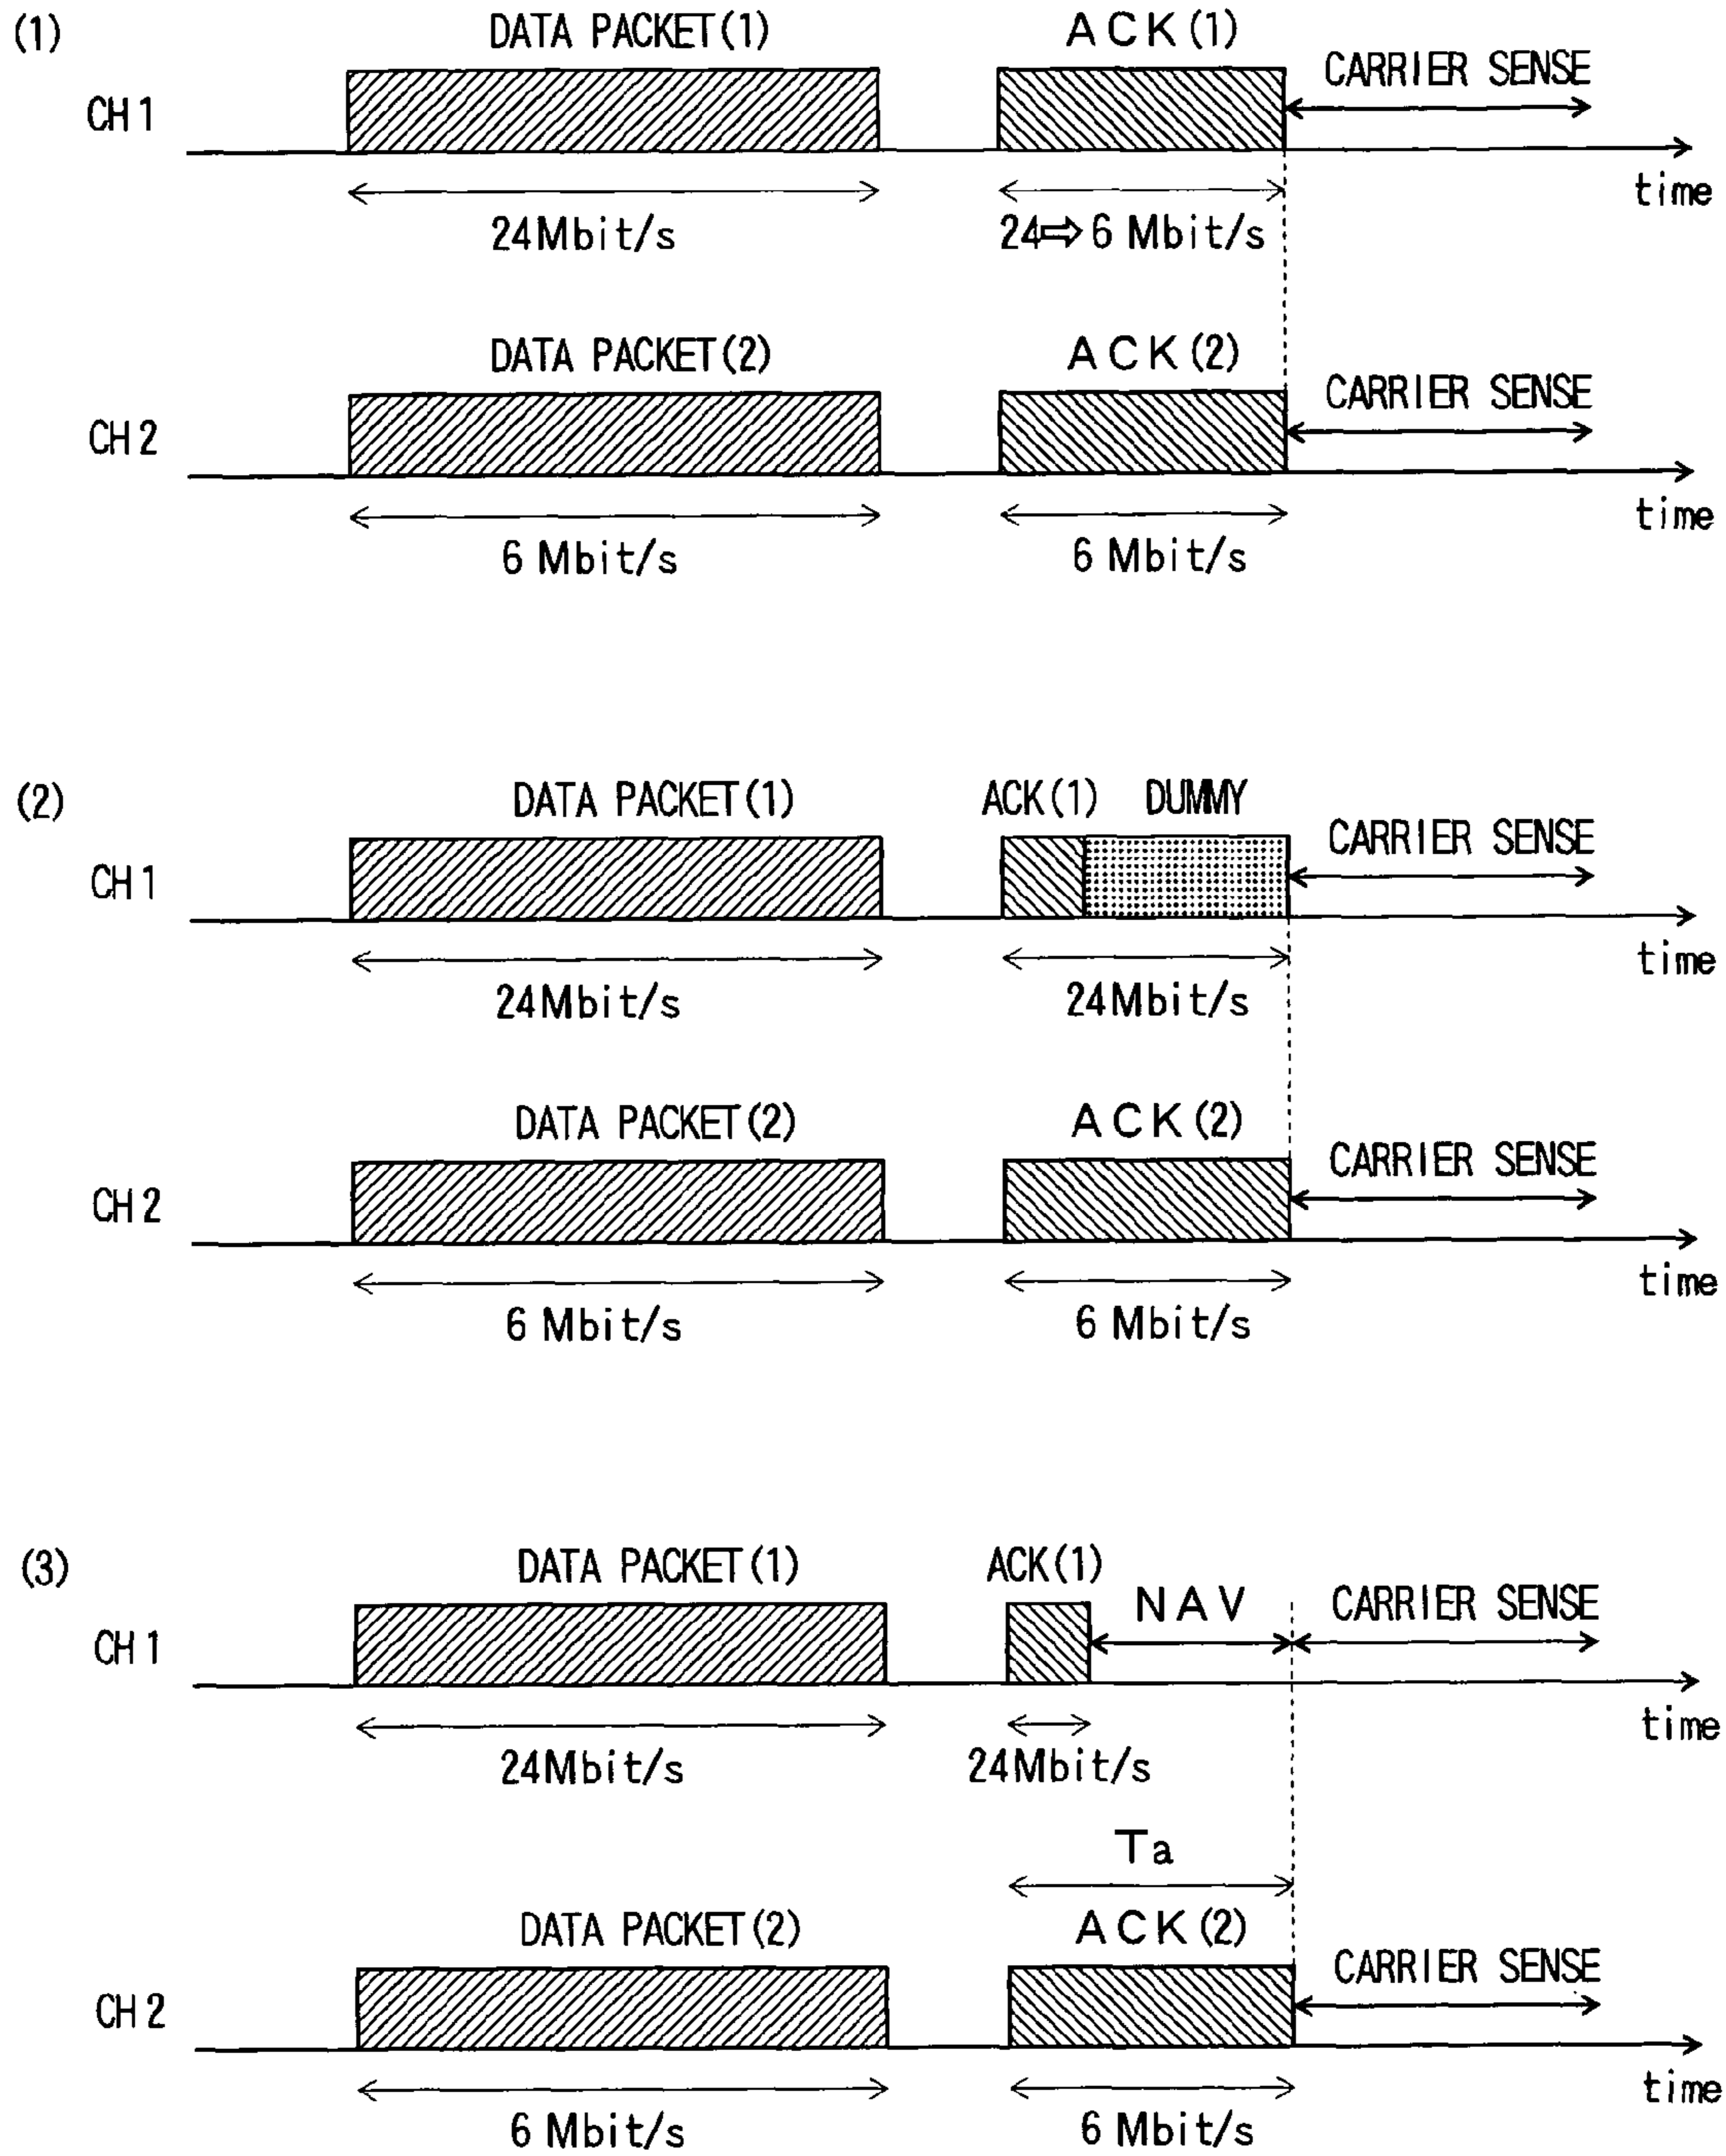 (1)
DATA PACKET(1) ACK(1)
CARRIER SENSE
CH1
time
24Mbit/s 24⇨6 Mbit/s
DATA PACKET(2) ACK(2)
CARRIER SENSE
CH2
time
6 Mbit/s 6 Mbit/s
(2)
DATA PACKET(1) ACK(1) DUMMY
CARRIER SENSE
CH1
time
24Mbit/s 24Mbit/s
DATA PACKET(2) ACK(2)
CARRIER SENSE
CH2
time
6 Mbit/s 6 Mbit/s
(3)
DATA PACKET(1) ACK(1)
NAV CARRIER SENSE
CH1
time
24Mbit/s 24Mbit/s
Ta
DATA PACKET(2) ACK(2)
CARRIER SENSE
CH2
time
6 Mbit/s 6 Mbit/s